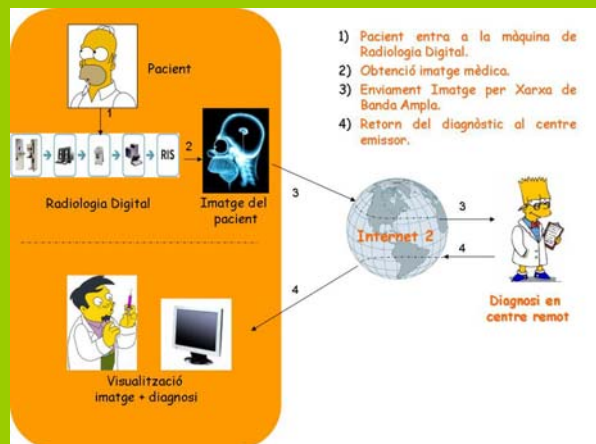 Pacient
1
2
RIS
Radiologia Digital
Imatge del
pacient
Visualització
imatge + diagnosi
1) Pacient entra a la màquina de
Radiologia Digital.
2) Obtenció imatge mèdica.
3) Enviament Imatge per Xarxa de
Banda Ampla.
4) Retorn del diagnòstic al centre
emissor.
3
3
Internet 2
4
4
Diagnosi en
centre remot